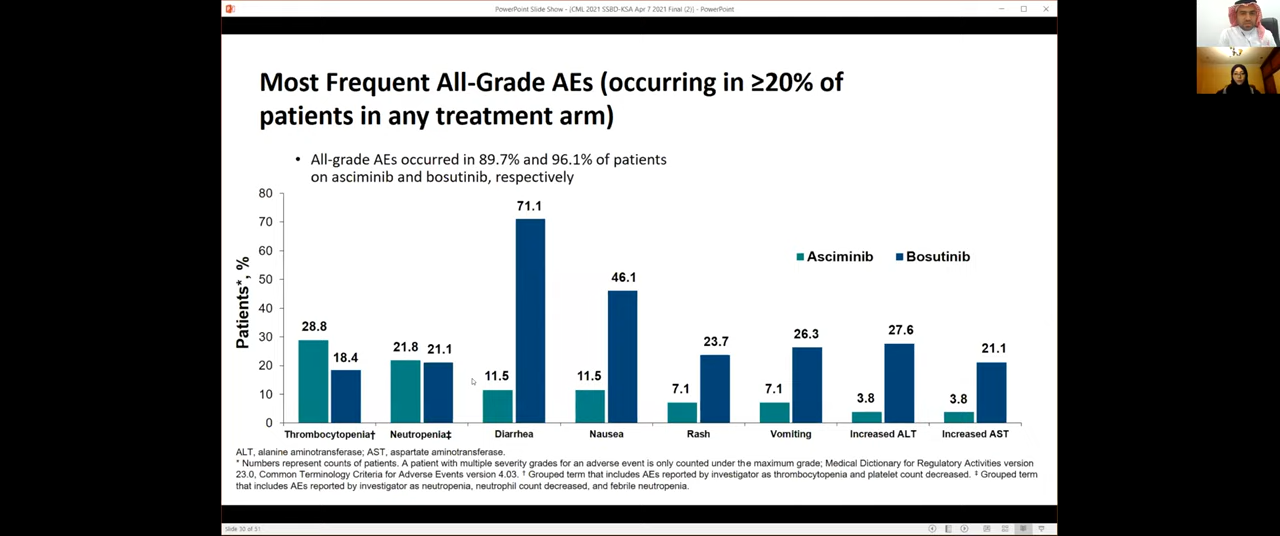 PowerPoint Slide Show - [CML 2021 SSBD-KSA Apr 7 2021 Final (2)] - PowerPoint
Most Frequent All-Grade AEs (occurring in ≥20% of
patients in any treatment arm)
• All-grade AEs occurred in 89.7% and 96.1% of patients
on asciminib and bosutinib, respectively
Patients*, %
80
70
60
50
40
30
20
10
0
Asciminib
Bosutinib
28.8
18.4
21.8
21.1
11.5
71.1
11.5
46.1
7.1
23.7
7.1
26.3
3.8
27.6
3.8
21.1
Thrombocytopenia†
Neutropenia‡
Diarrhea
Nausea
Rash
Vomiting
Increased ALT
Increased AST
ALT, alanine aminotransferase; AST, aspartate aminotransferase.
* Numbers represent counts of patients. A patient with multiple severity grades for an adverse event is only counted under the maximum grade; Medical Dictionary for Regulatory Activities version
23.0, Common Terminology Criteria for Adverse Events version 4.03. † Grouped term that includes AEs reported by investigator as thrombocytopenia and platelet count decreased. ‡ Grouped term
that includes AEs reported by investigator as neutropenia, neutrophil count decreased, and febrile neutropenia.
Slide 30 of 51